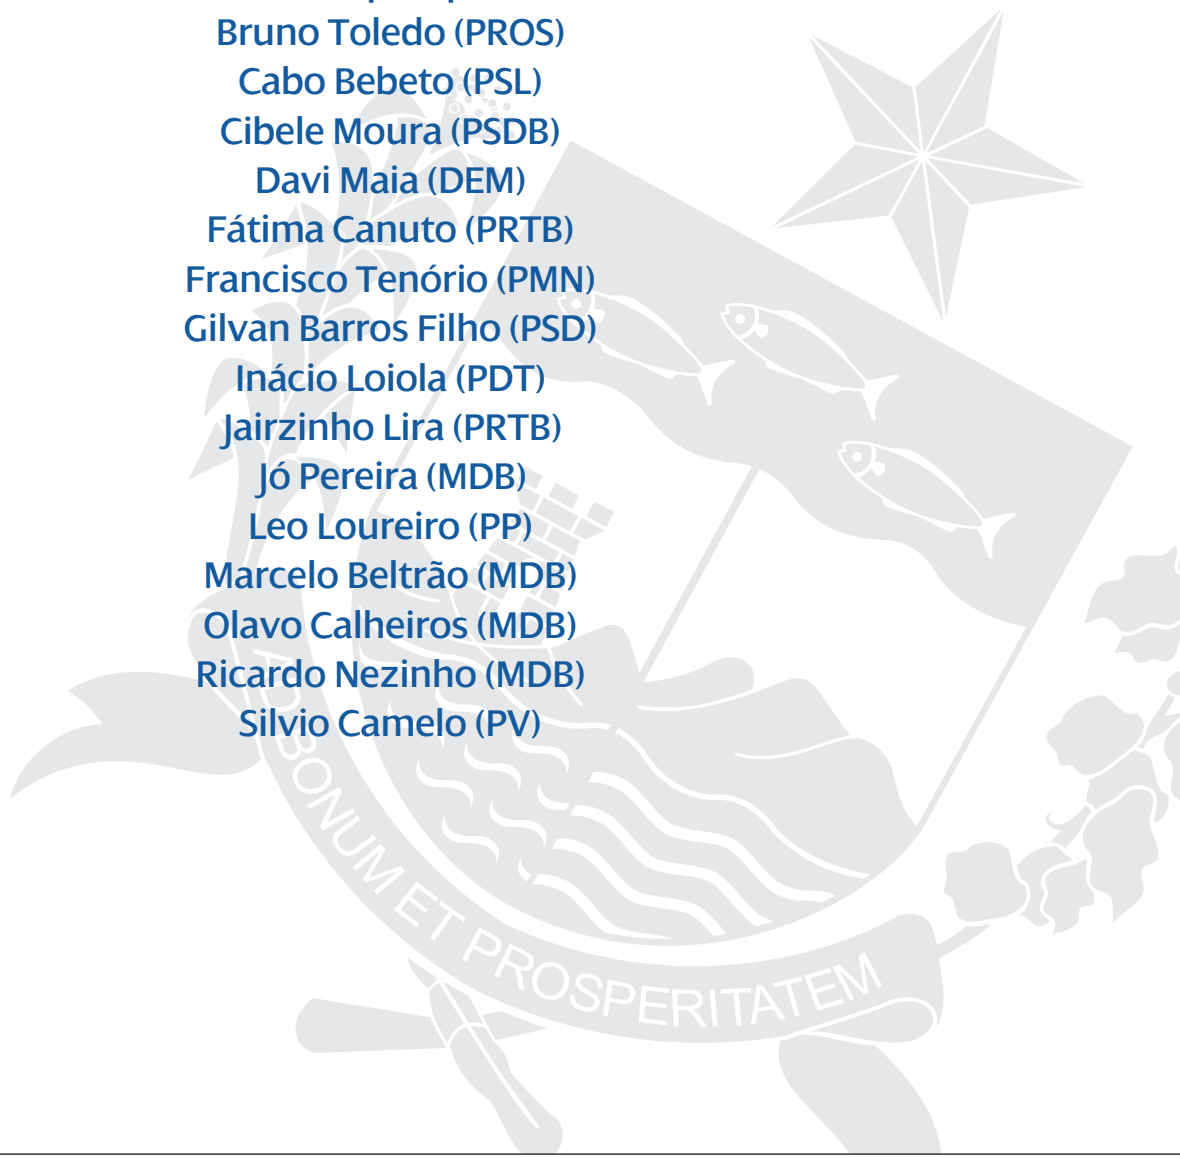 Bruno Toledo (PROS)
Cabo Bebeto (PSL)
Cibele Moura (PSDB)
Davi Maia (DEM)
Fátima Canuto (PRTB)
Francisco Tenório (PMN)
Gilvan Barros Filho (PSD)
Inácio Loiola (PDT)
Jairzinho Lira (PRTB)
Jó Pereira (MDB)
Leo Loureiro (PP)
Marcelo Beltrão (MDB)
Olavo Calheiros (MDB)
Ricardo Nezinho (MDB)
Silvio Camelo (PV)
AD BONUM ET PROSPERITATEM